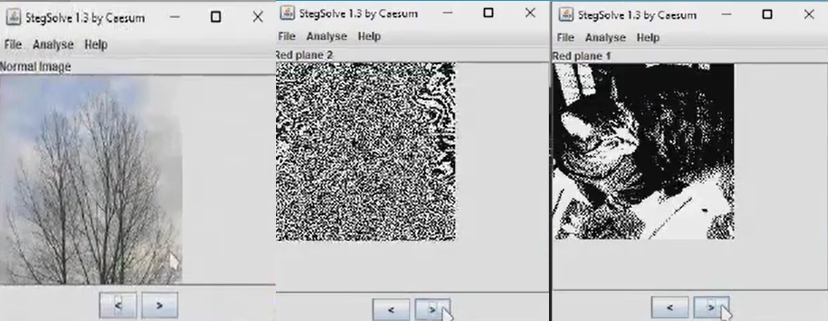 StegSolve 1.3 by Caesum
File Analyse Help
Normal Image
< >
StegSolve 1.3 by Caesum
File Analyse Help
Red plane 2
< >
StegSolve 1.3 by Caesum
File Analyse Help
Red plane 1
< >